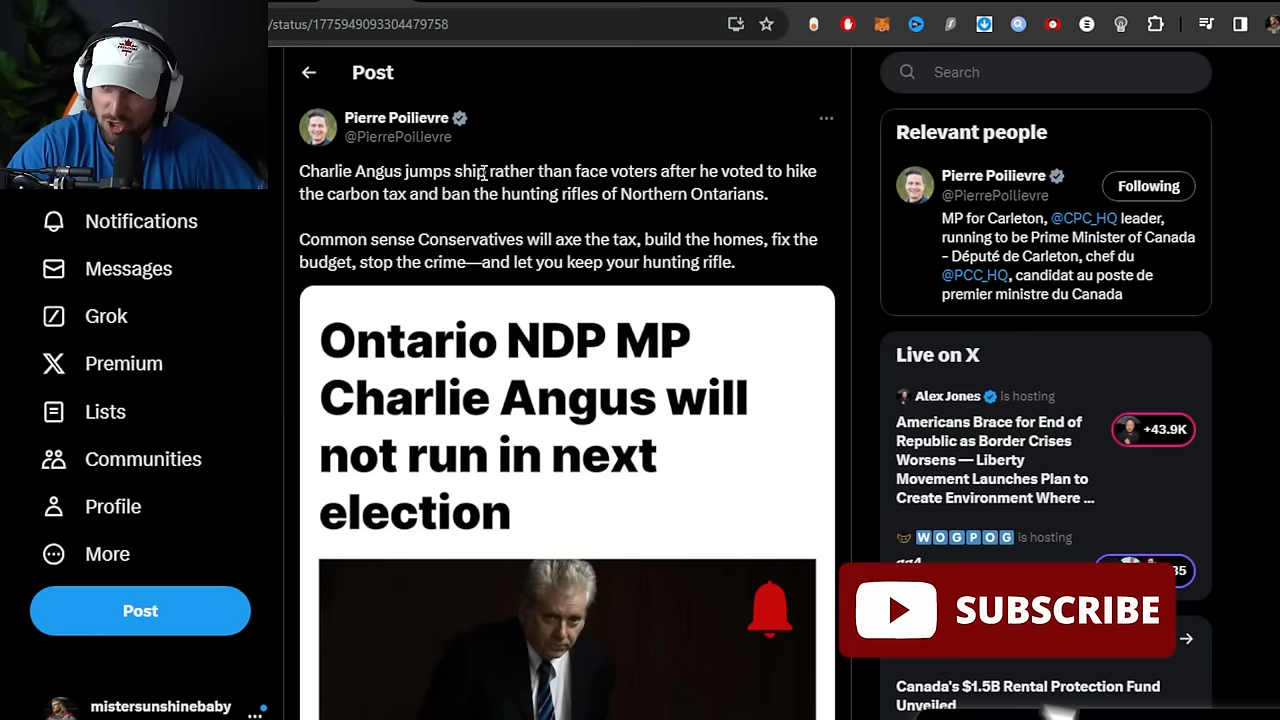 /status/1775949093304479758
Post
Search
Pierre Poilievre
@PierrePoilievre
Charlie Angus jumps ship rather than face voters after he voted to hike
the carbon tax and ban the hunting rifles of Northern Ontarians.
Common sense Conservatives will axe the tax, build the homes, fix the
budget, stop the crime—and let you keep your hunting rifle.
Ontario NDP MP
Charlie Angus will
not run in next
election
Notifications
Messages
Grok
Premium
Lists
Communities
Profile
More
Post
mistersunshinebaby
Relevant people
Pierre Poilievre
@PierrePoilievre
Following
MP for Carleton, @CPC_HQ leader,
running to be Prime Minister of Canada
- Député de Carleton, chef du
@PCC_HQ, candidat au poste de
premier ministre du Canada
Live on X
Alex Jones is hosting
Americans Brace for End of
Republic as Border Crises
Worsens — Liberty
Movement Launches Plan to
Create Environment Where ...
+43.9K
WOGPOG is hosting
SUBSCRIBE
Canada's $1.5B Rental Protection Fund
Unveiled